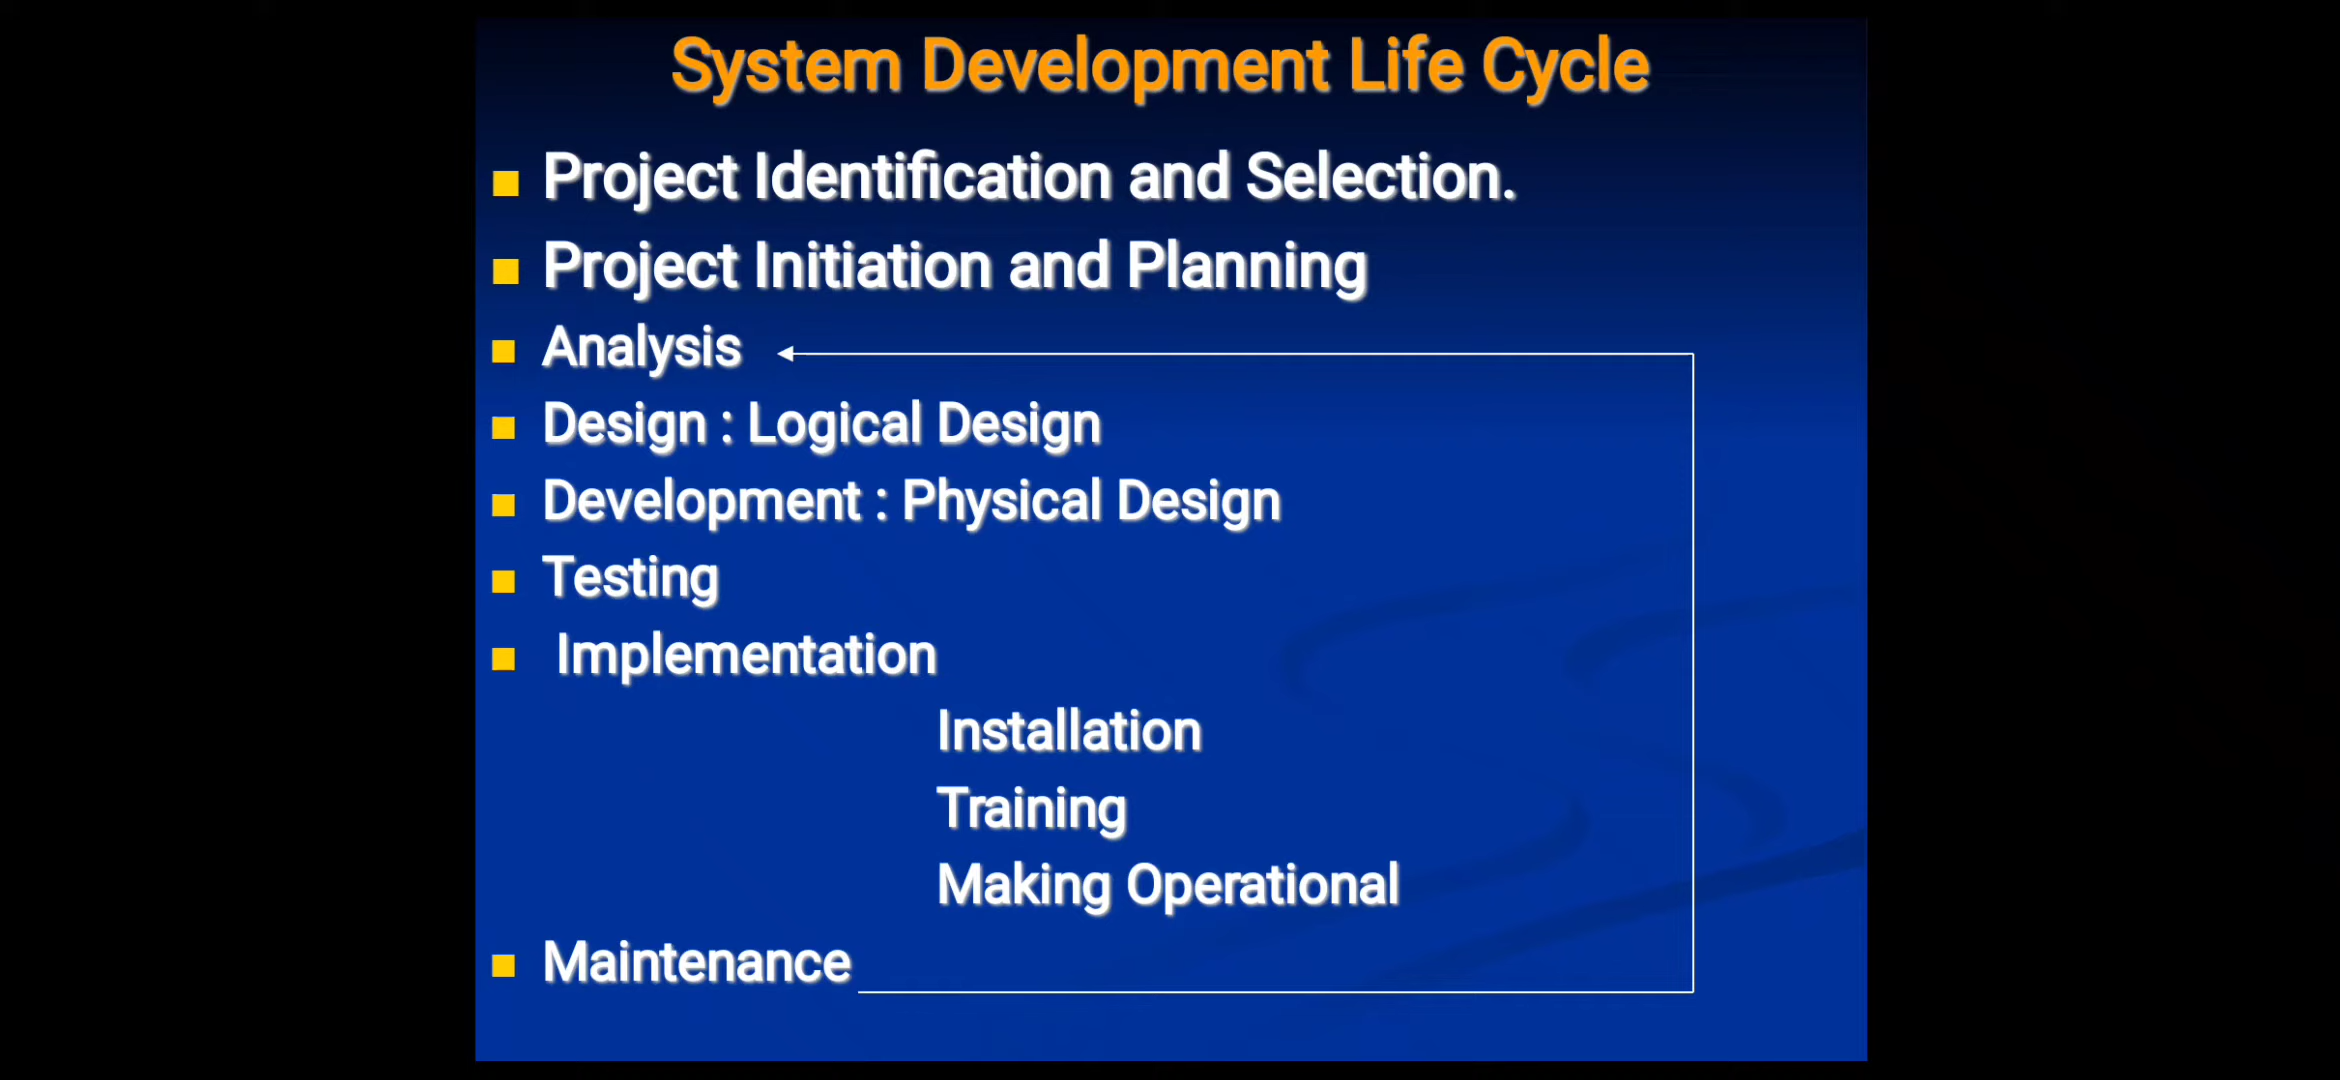 System Development Life Cycle
Project Identification and Selection.
Project Initiation and Planning
Analysis
Design : Logical Design
Development : Physical Design
Testing
Implementation
Installation
Training
Making Operational
Maintenance